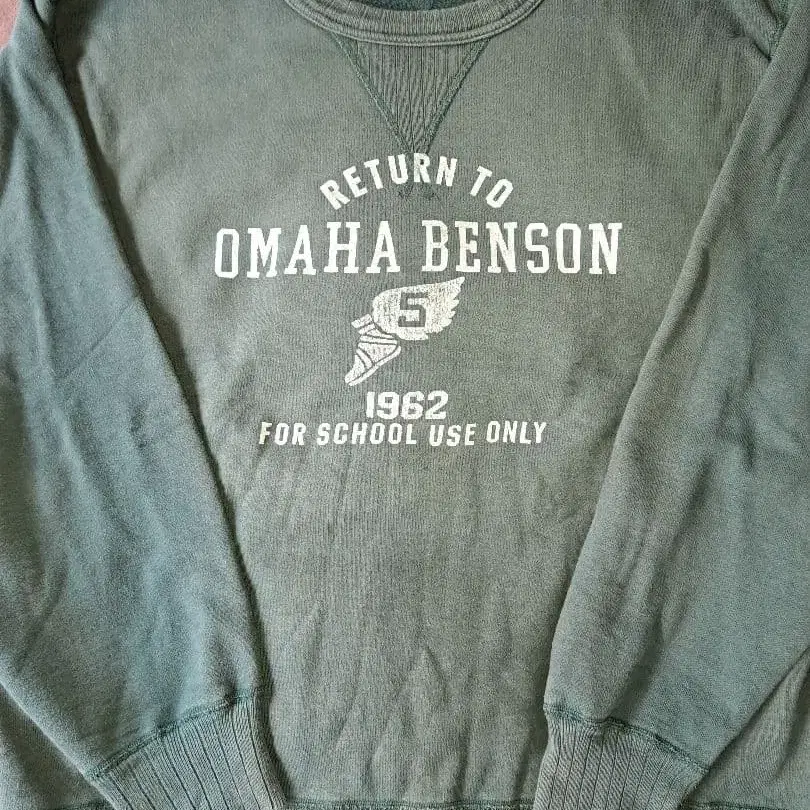 RETURN TO
OMAHA BENSON
5
1962
FOR SCHOOL USE ONLY